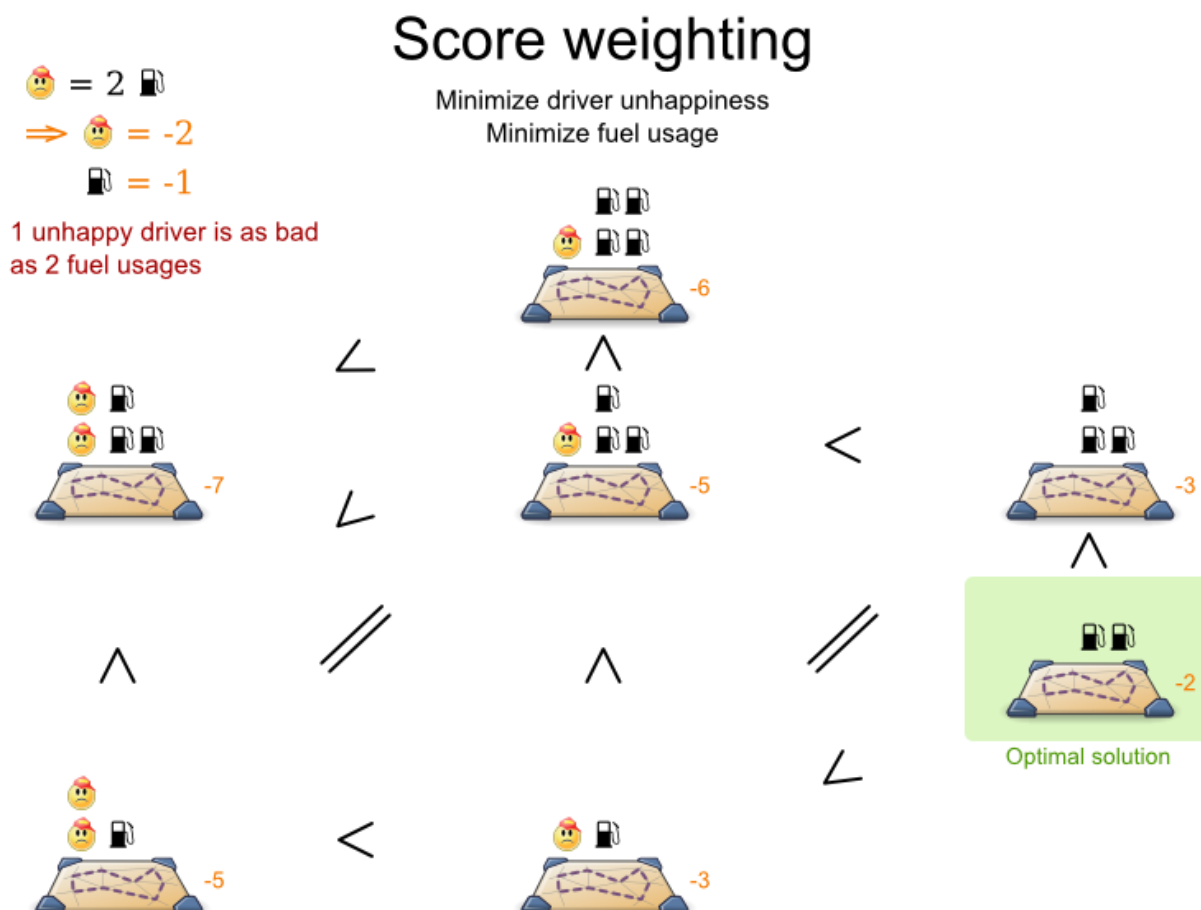 Score weighting
Minimize driver unhappiness
Minimize fuel usage
= 2
⇒ = -2
= -1
1 unhappy driver is as bad
as 2 fuel usages
-6
<
<
-7
-5
<
-3
<
<
<
//
<
//
-2
Optimal solution
<
-5
<
-3